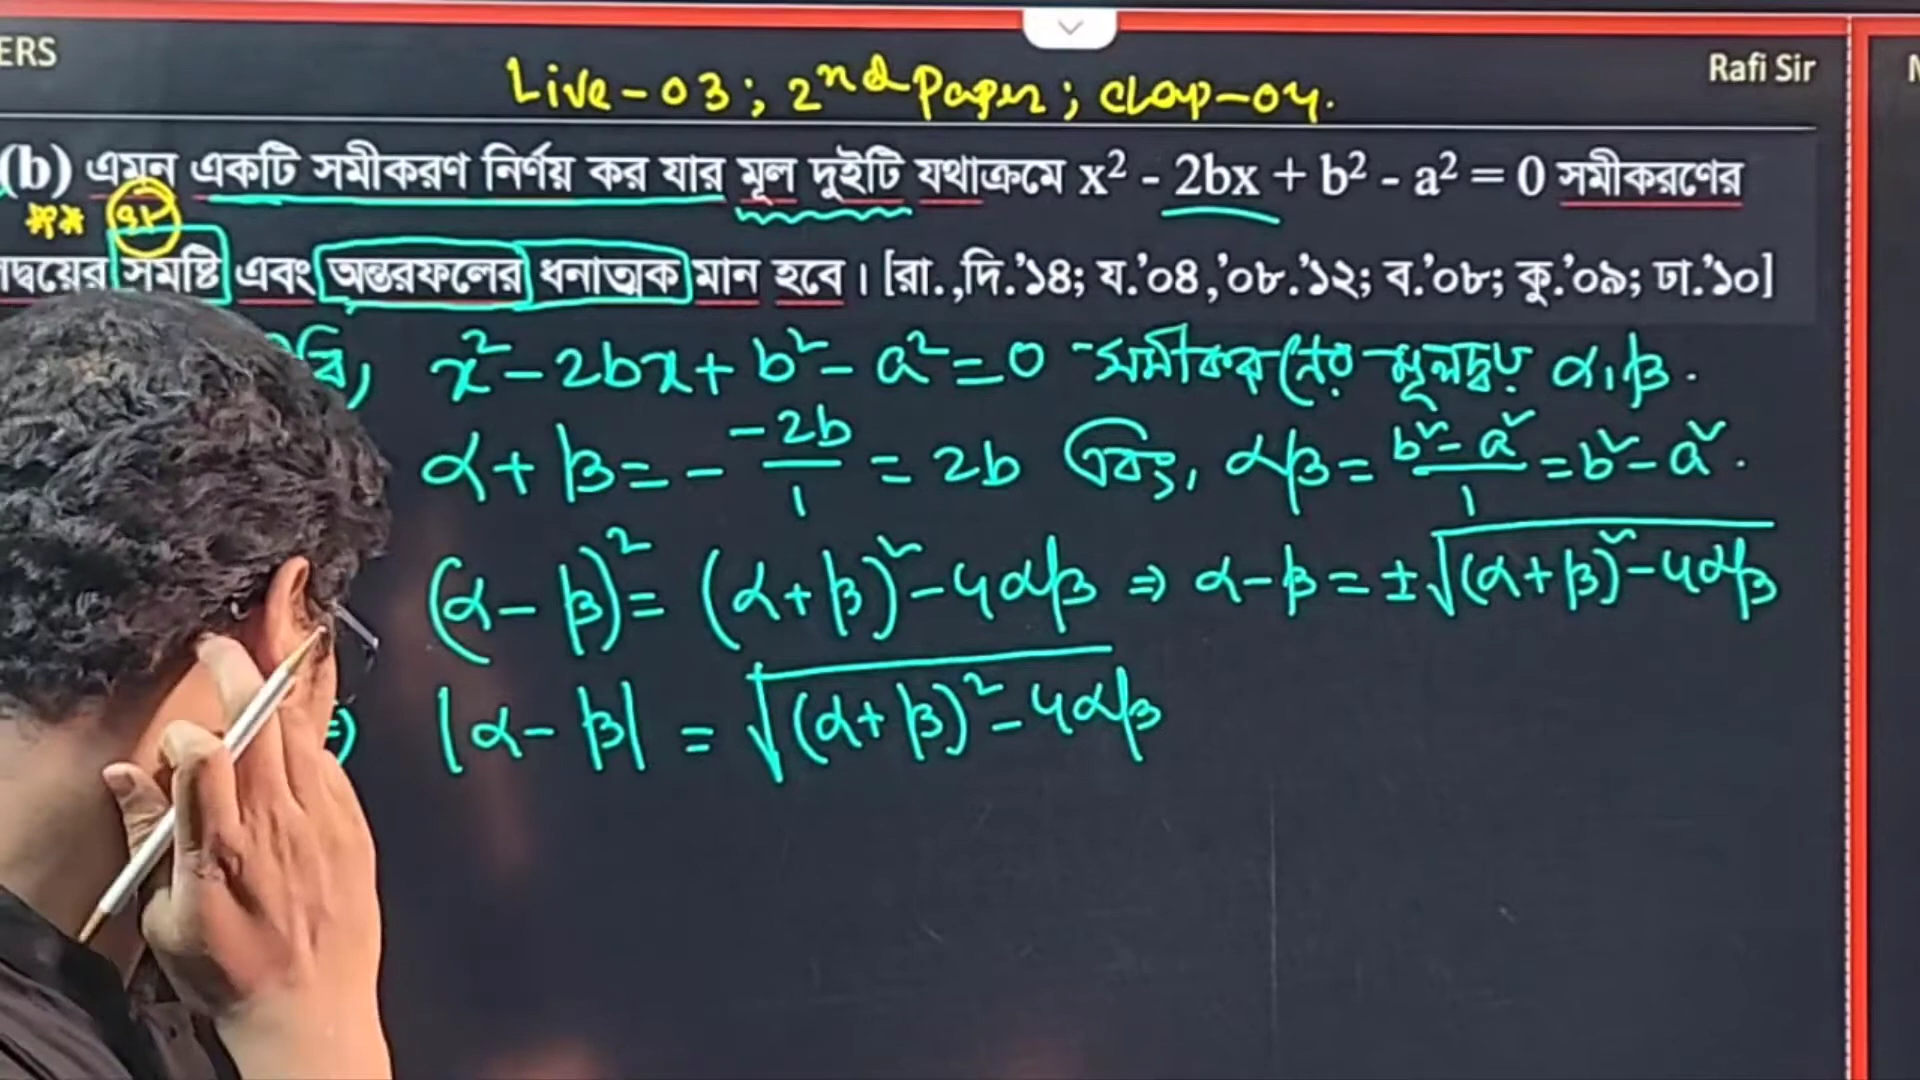 ERS
Rafi Sir
Live-03; 2nd Paper; chap-04.
(b) এমন একটি সমীকরণ নির্ণয় কর যার মূল দুইটি যথাক্রমে x² - 2bx + b² - a² = 0 সমীকরণের
দ্বয়ের সমষ্টি এবং অন্তরফলের ধনাত্মক মান হবে। [রা.,দি.'১৪; য.'০৪,'০৮.'১২; ব.'০৮; কু.'০৯; ঢা.'১০]
x² - 2bx + b² - a² = 0 সমীকরণের মূলদ্বয় α, β.
α + β = - -2b/1 = 2b এবং, αβ = b² - a²/1 = b² - a².
(α - β)² = (α + β)² - 4αβ ⇒ α - β = ±√(α + β)² - 4αβ
⇒ |α - β| = √(α + β)² - 4αβ